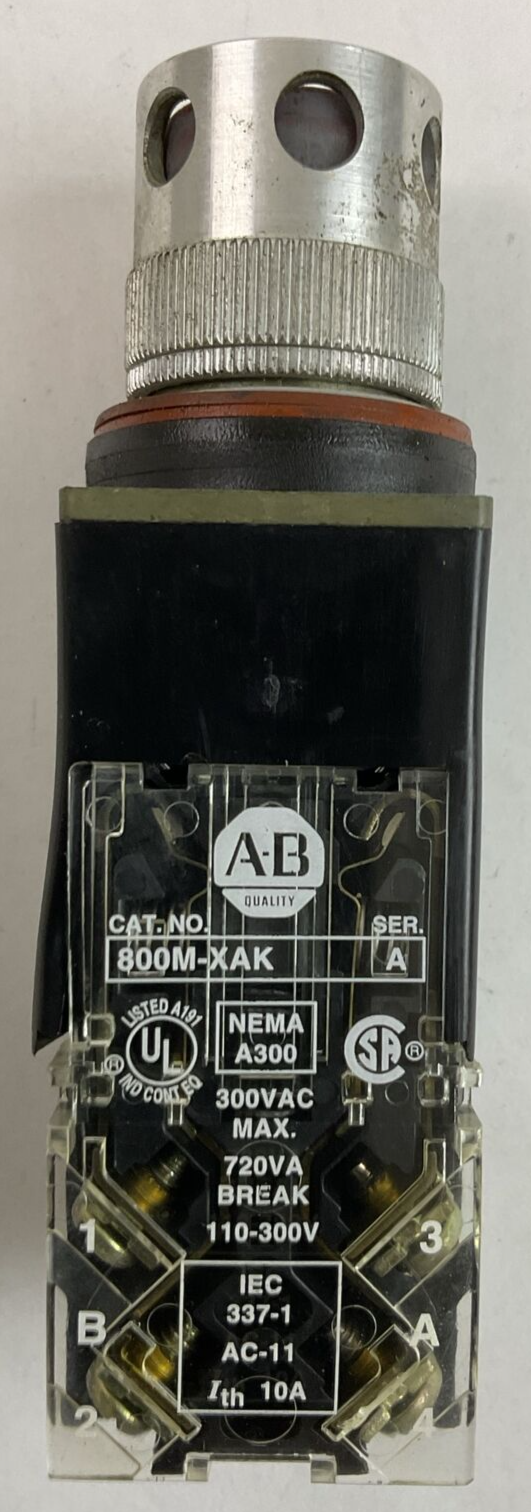 A-B
QUALITY
CAT. NO. SER.
800M-XAK A
LISTED A191
UL
IND CONT EQ
®
NEMA
A300
SA ®
300VAC
MAX.
720VA
BREAK
110-300V
1 3
IEC
337-1
B A
AC-11
Ith 10A
2 4